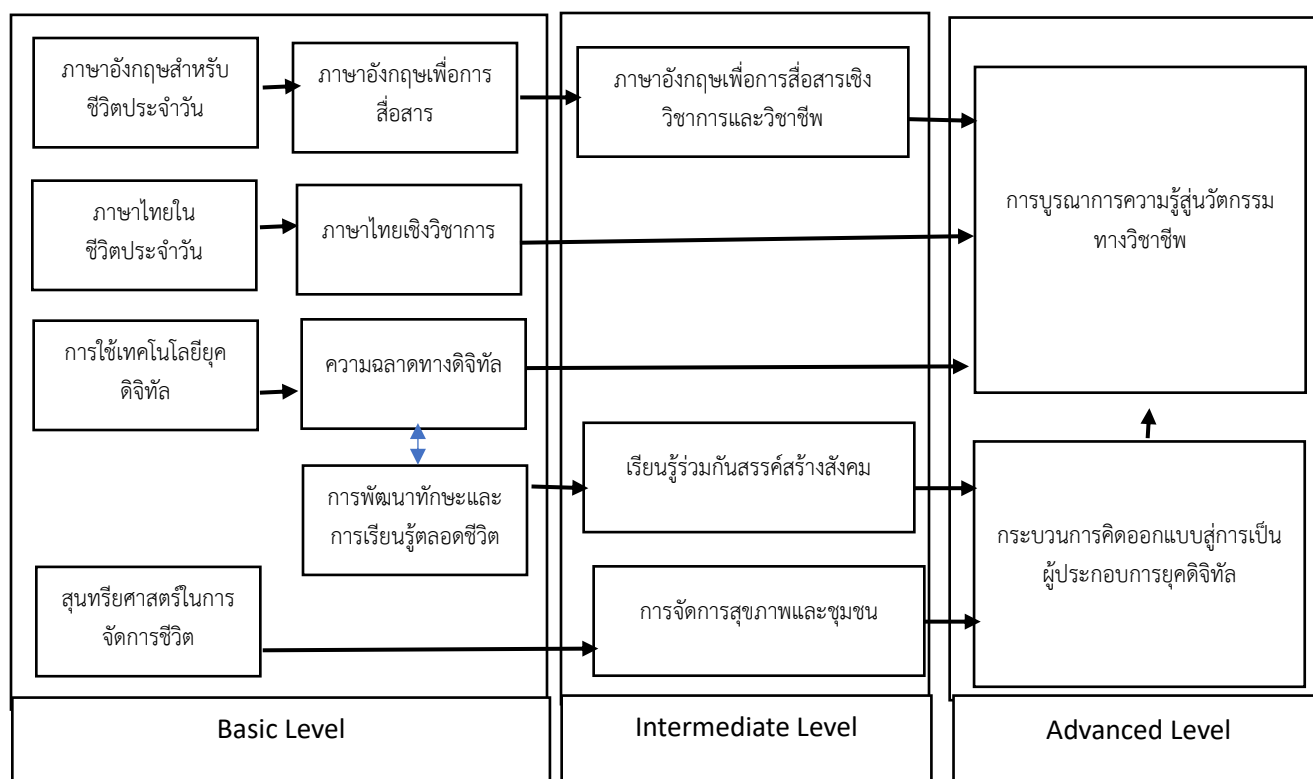 ภาษาอังกฤษสำหรับ
ชีวิตประจำวัน
ภาษาอังกฤษเพื่อการ
สื่อสาร
ภาษาอังกฤษเพื่อการสื่อสารเชิง
วิชาการและวิชาชีพ
ภาษาไทยใน
ชีวิตประจำวัน
ภาษาไทยเชิงวิชาการ
การบูรณาการความรู้สู่นวัตกรรม
ทางวิชาชีพ
การใช้เทคโนโลยียุค
ดิจิทัล
ความฉลาดทางดิจิทัล
การพัฒนาทักษะและ
การเรียนรู้ตลอดชีวิต
เรียนรู้ร่วมกันสรรค์สร้างสังคม
กระบวนการคิดออกแบบสู่การเป็น
ผู้ประกอบการยุคดิจิทัล
สุนทรียศาสตร์ในการ
จัดการชีวิต
การจัดการสุขภาพและชุมชน
Basic Level
Intermediate Level
Advanced Level